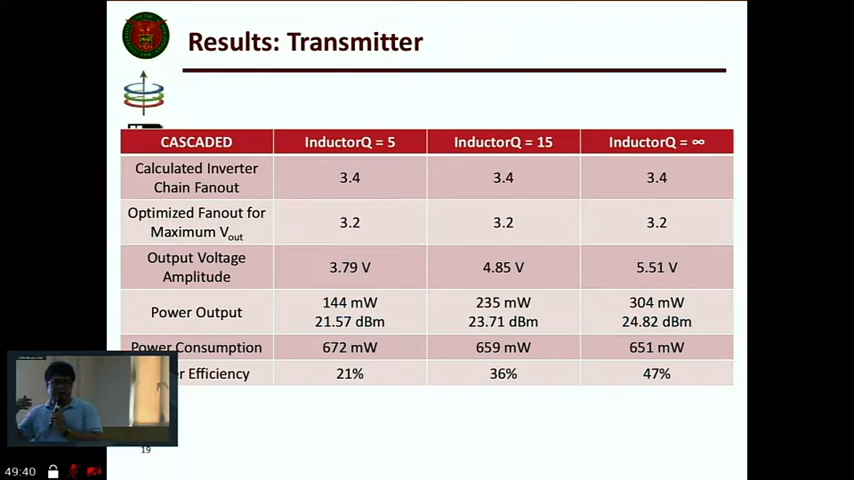 Results: Transmitter
CASCADED InductorQ = 5 InductorQ = 15 InductorQ = ∞
Calculated Inverter
Chain Fanout 3.4 3.4 3.4
Optimized Fanout for
Maximum Vout 3.2 3.2 3.2
Output Voltage
Amplitude 3.79 V 4.85 V 5.51 V
Power Output 144 mW 235 mW 304 mW
21.57 dBm 23.71 dBm 24.82 dBm
Power Consumption 672 mW 659 mW 651 mW
Efficiency 21% 36% 47%
19
49:40